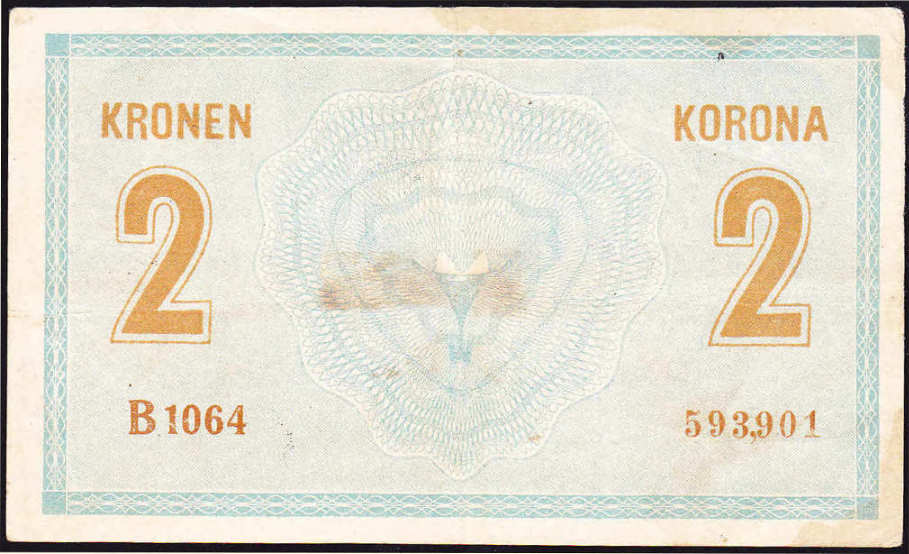 KRONEN KORONA
2 2
B 1064 593,901